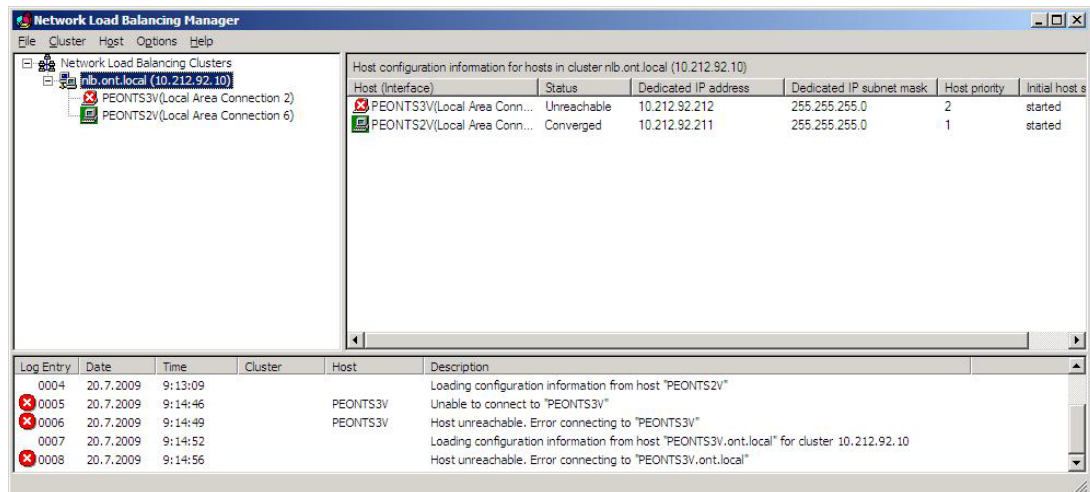 Network Load Balancing Manager
File Cluster Host Options Help
Network Load Balancing Clusters
nlb.ont.local (10.212.92.10)
PEONTS3V(Local Area Connection 2)
PEONTS2V(Local Area Connection 6)
Host configuration information for hosts in cluster nlb.ont.local (10.212.92.10)
Host (Interface) Status Dedicated IP address Dedicated IP subnet mask Host priority Initial host s
PEONTS3V(Local Area Conn... Unreachable 10.212.92.212 255.255.255.0 2 started
PEONTS2V(Local Area Conn... Converged 10.212.92.211 255.255.255.0 1 started
Log Entry Date Time Cluster Host Description
0004 20.7.2009 9:13:09 Loading configuration information from host "PEONTS2V"
0005 20.7.2009 9:14:46 PEONTS3V Unable to connect to "PEONTS3V"
0006 20.7.2009 9:14:49 PEONTS3V Host unreachable. Error connecting to "PEONTS3V"
0007 20.7.2009 9:14:52 Loading configuration information from host "PEONTS3V.ont.local" for cluster 10.212.92.10
0008 20.7.2009 9:14:56 Host unreachable. Error connecting to "PEONTS3V.ont.local"